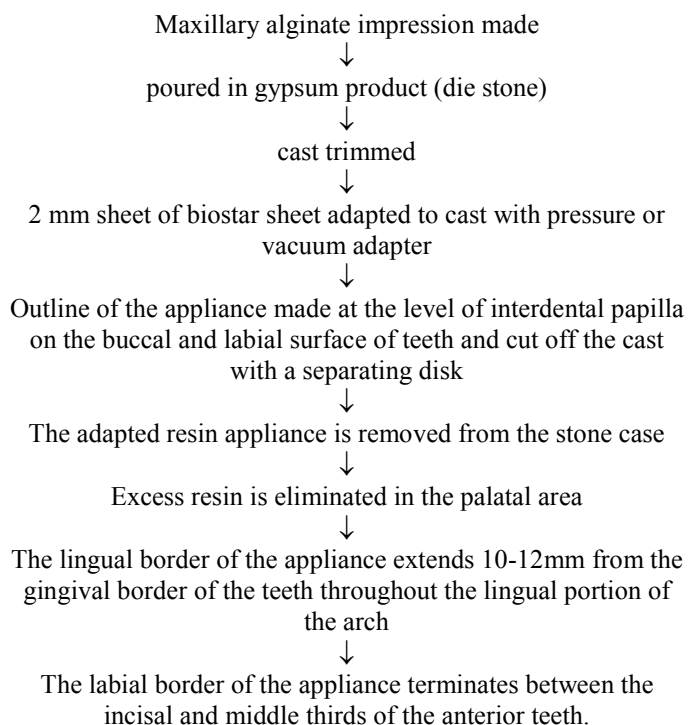 Maxillary alginate impression made
↓
poured in gypsum product (die stone)
↓
cast trimmed
↓
2 mm sheet of biostar sheet adapted to cast with pressure or
vacuum adapter
↓
Outline of the appliance made at the level of interdental papilla
on the buccal and labial surface of teeth and cut off the cast
with a separating disk
↓
The adapted resin appliance is removed from the stone case
↓
Excess resin is eliminated in the palatal area
↓
The lingual border of the appliance extends 10-12mm from the
gingival border of the teeth throughout the lingual portion of
the arch
↓
The labial border of the appliance terminates between the
incisal and middle thirds of the anterior teeth.